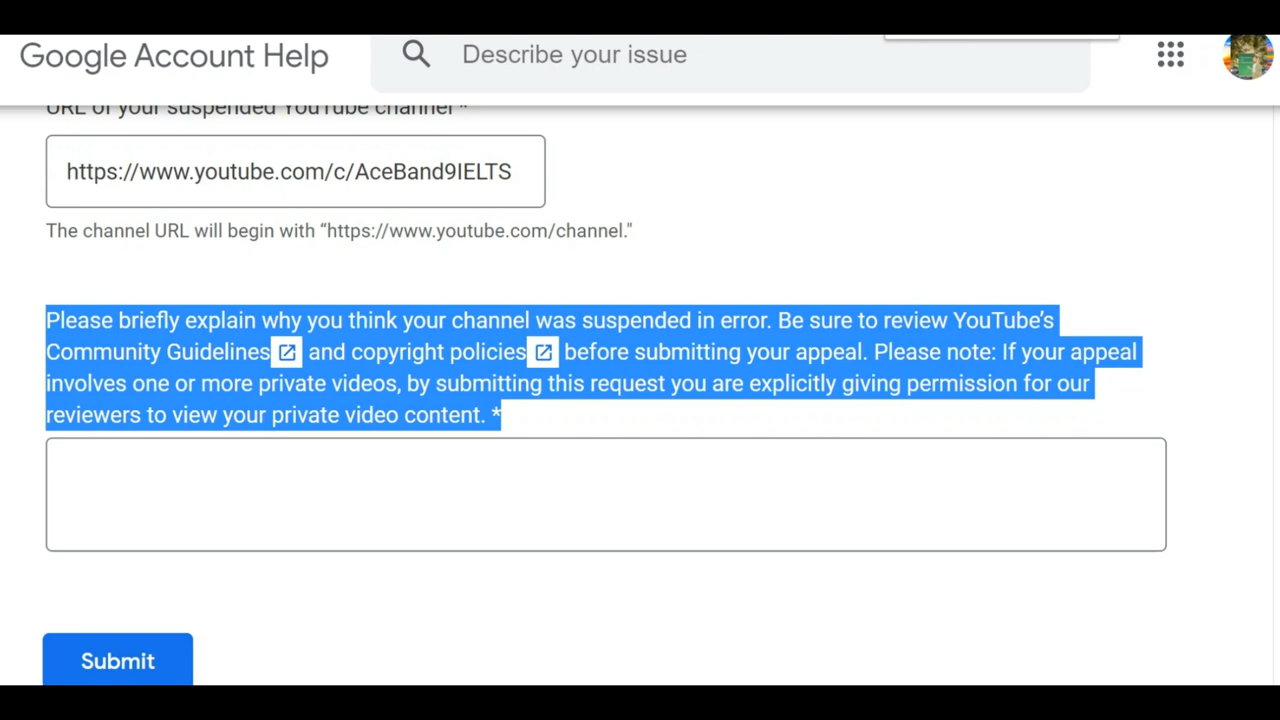 Google Account Help
Describe your issue
URL of your suspended YouTube channel *
https://www.youtube.com/c/AceBand9IELTS
The channel URL will begin with “https://www.youtube.com/channel."
Please briefly explain why you think your channel was suspended in error. Be sure to review YouTube’s
Community Guidelines and copyright policies before submitting your appeal. Please note: If your appeal
involves one or more private videos, by submitting this request you are explicitly giving permission for our
reviewers to view your private video content. *
Submit